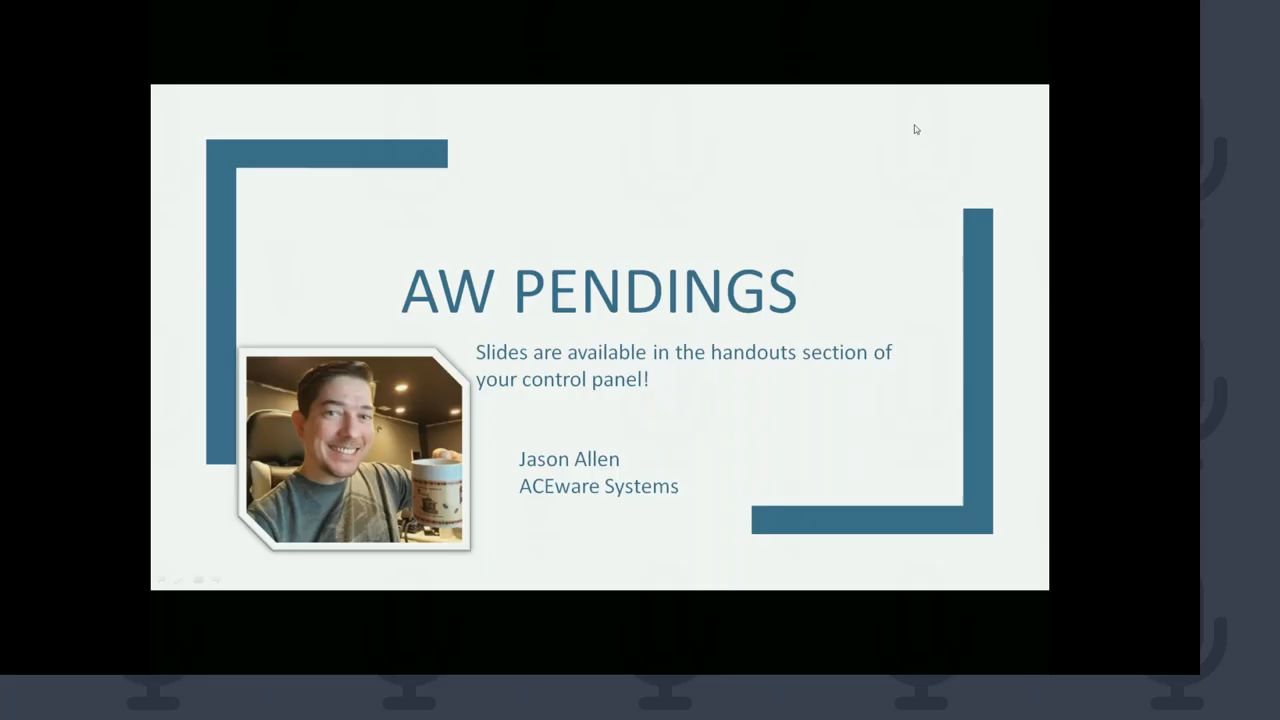 AW PENDINGS
Slides are available in the handouts section of
your control panel!
Jason Allen
ACEware Systems